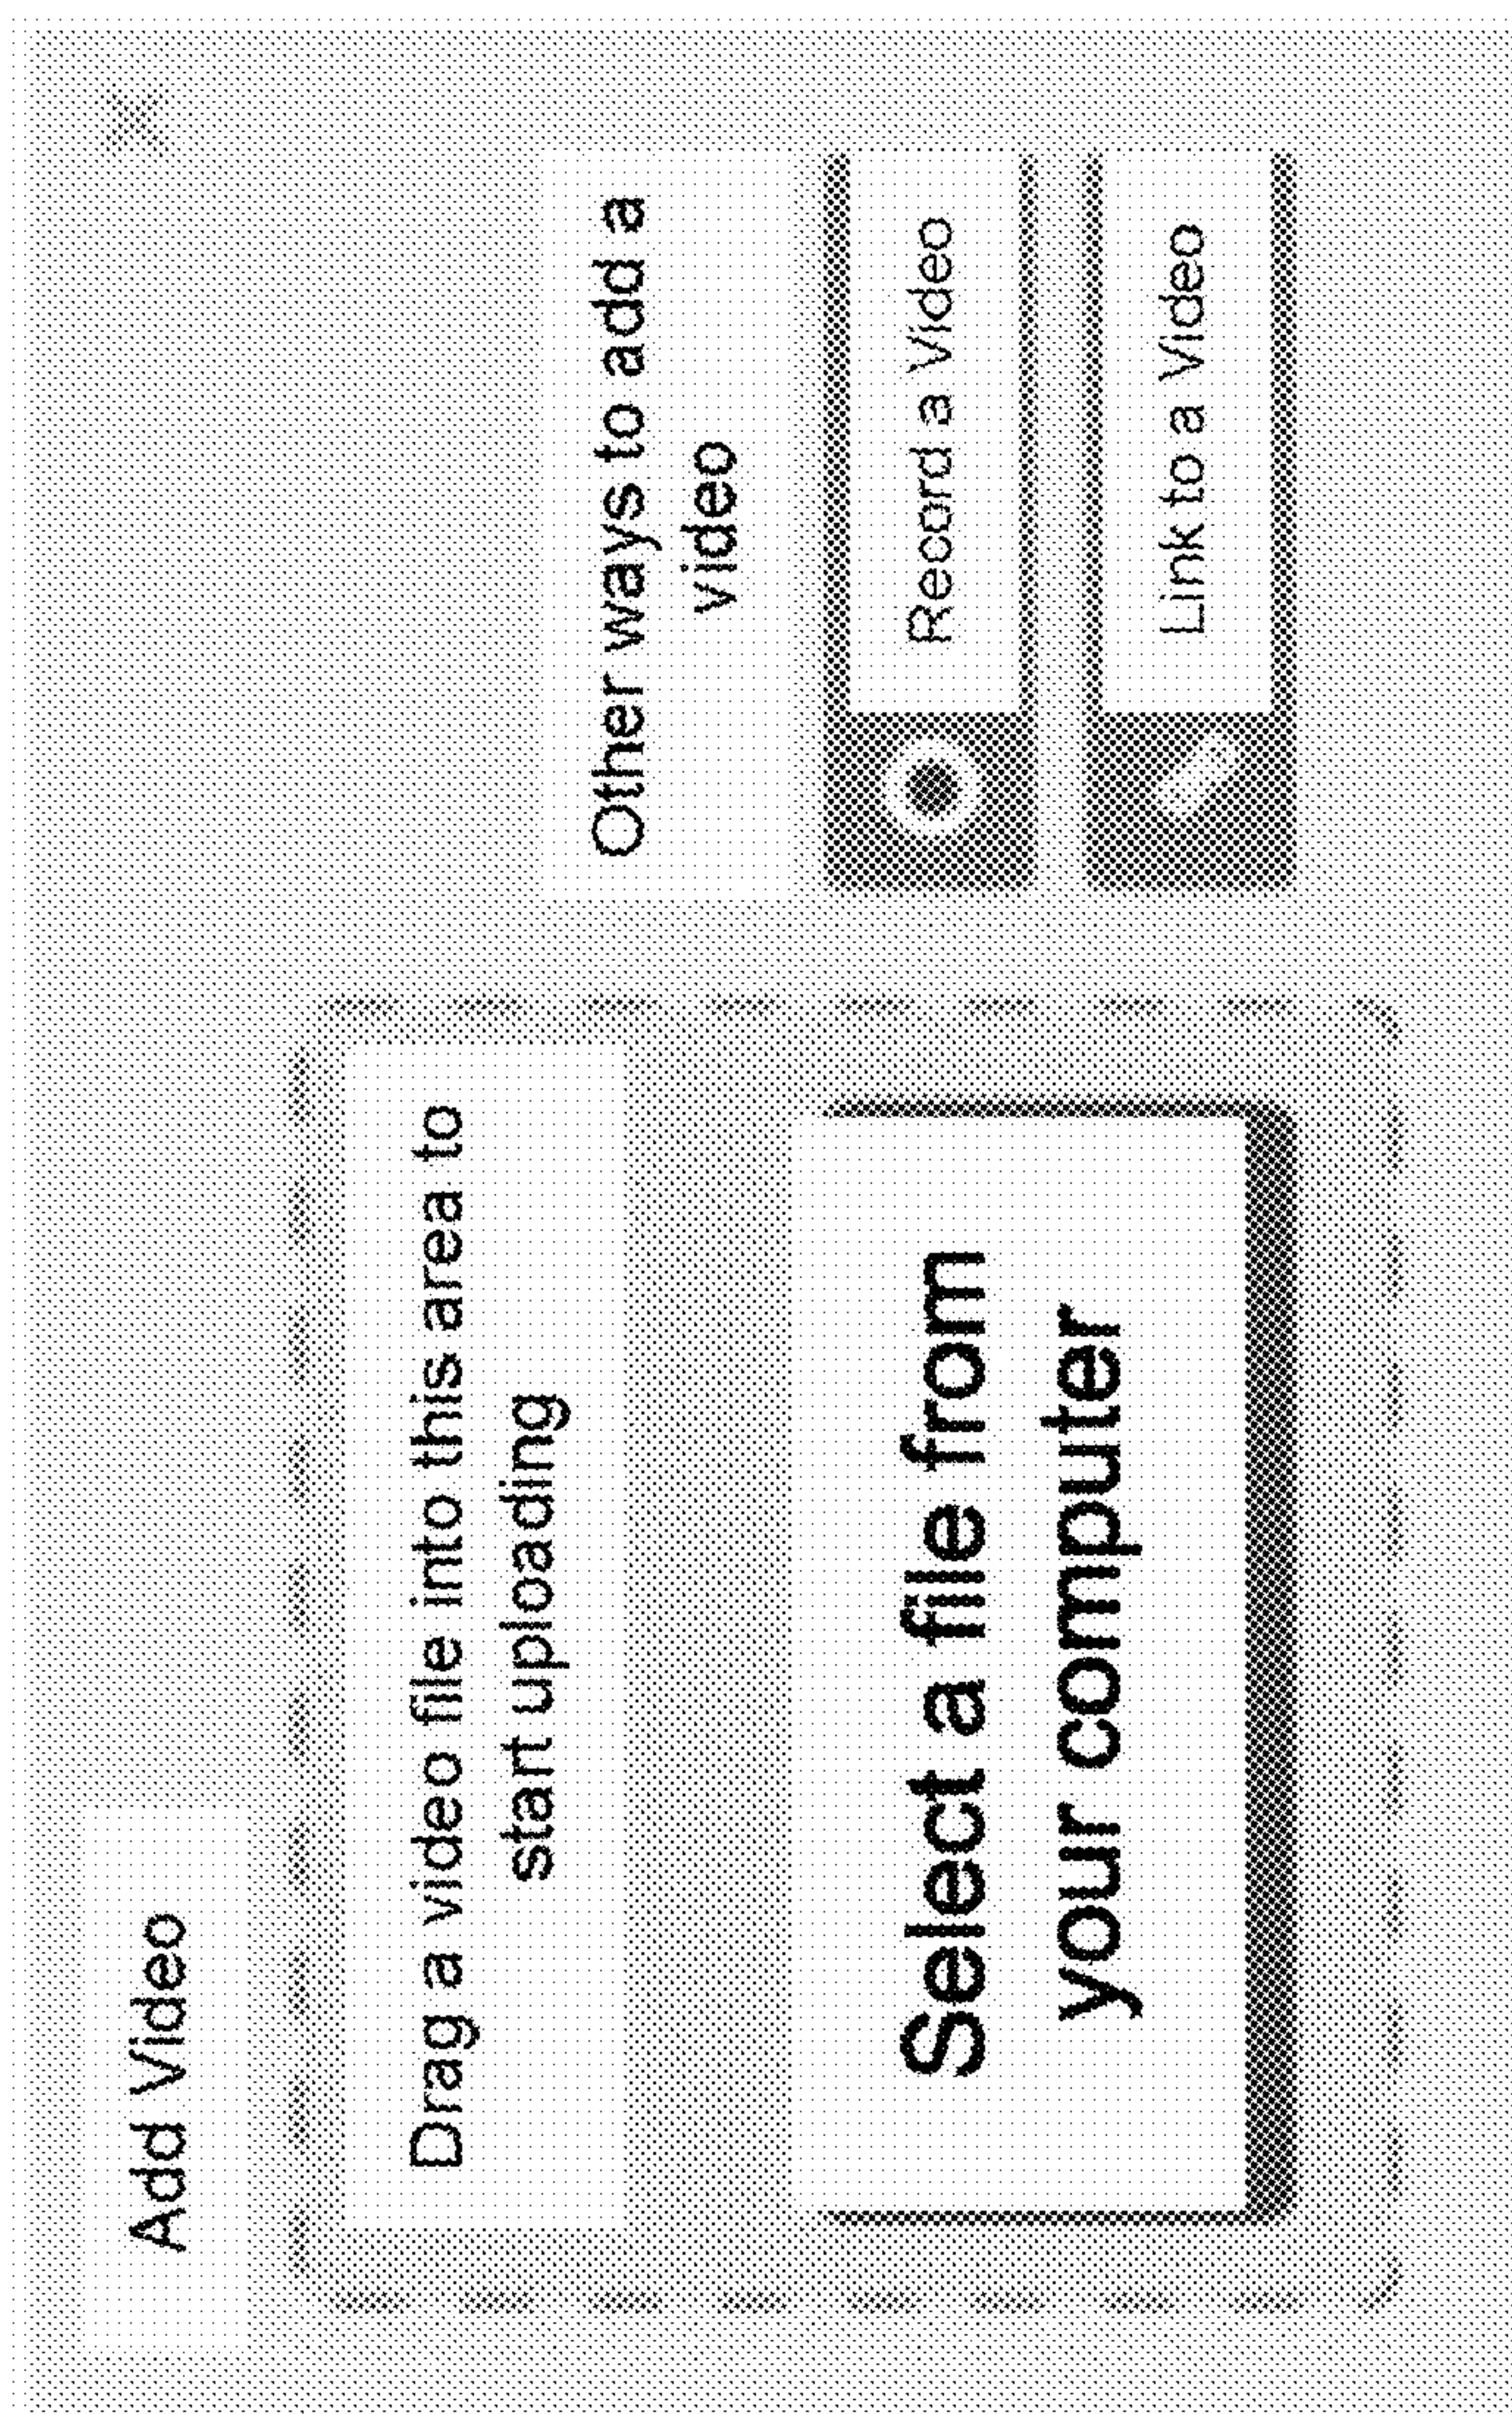 Add Video
Drag a video file into this area to
start uploading
Select a file from
your computer
Other ways to add a
video
Record a Video
Link to a Video